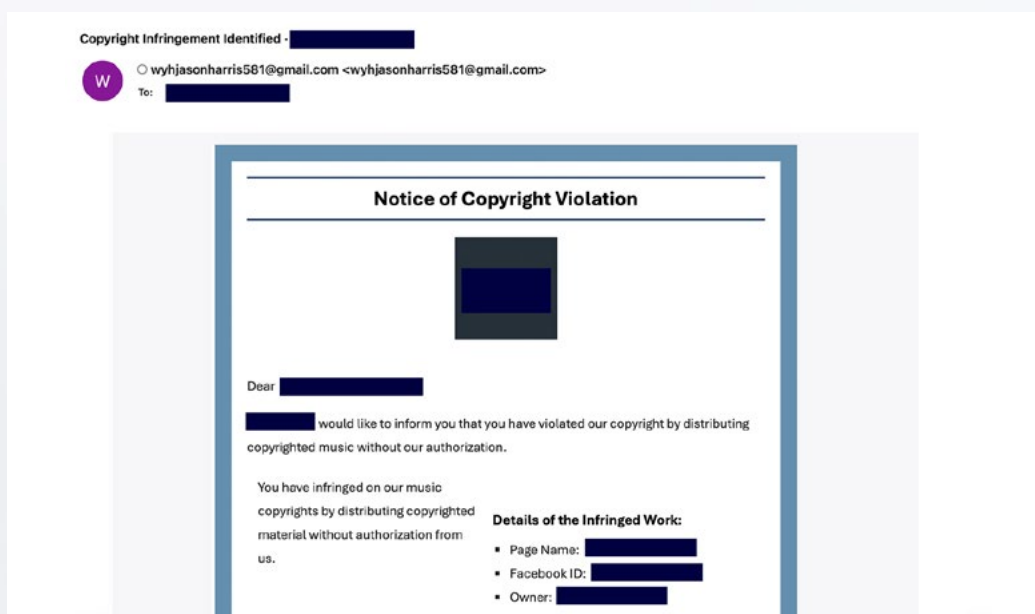 Copyright Infringement Identified -
W
wyhjasonharris581@gmail.com <wyhjasonharris581@gmail.com>
To:
Notice of Copyright Violation
Dear
would like to inform you that you have violated our copyright by distributing
copyrighted music without our authorization.
You have infringed on our music
copyrights by distributing copyrighted
material without authorization from
us.
Details of the Infringed Work:
▪ Page Name:
▪ Facebook ID:
▪ Owner: